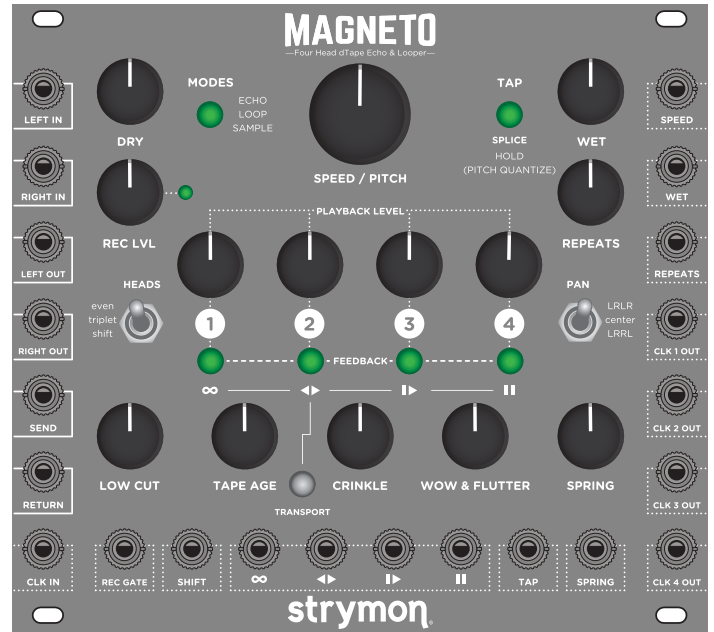 MAGNETO
—Four Head dTape Echo & Looper—
MODES
ECHO
LOOP
SAMPLE
TAP
SPLICE
HOLD
(PITCH QUANTIZE)
LEFT IN
DRY
SPEED / PITCH
WET
SPEED
RIGHT IN
REC LVL
PLAYBACK LEVEL
REPEATS
WET
LEFT OUT
REPEATS
HEADS
even
triplet
shift
1
2
3
4
PAN
LRLR
center
LRRL
RIGHT OUT
CLK 1 OUT
FEEDBACK
∞
◂▸
SEND
CLK 2 OUT
LOW CUT
TAPE AGE
CRINKLE
WOW & FLUTTER
SPRING
RETURN
TRANSPORT
CLK 3 OUT
CLK IN
REC GATE
SHIFT
∞
TAP
SPRING
CLK 4 OUT
strymon®